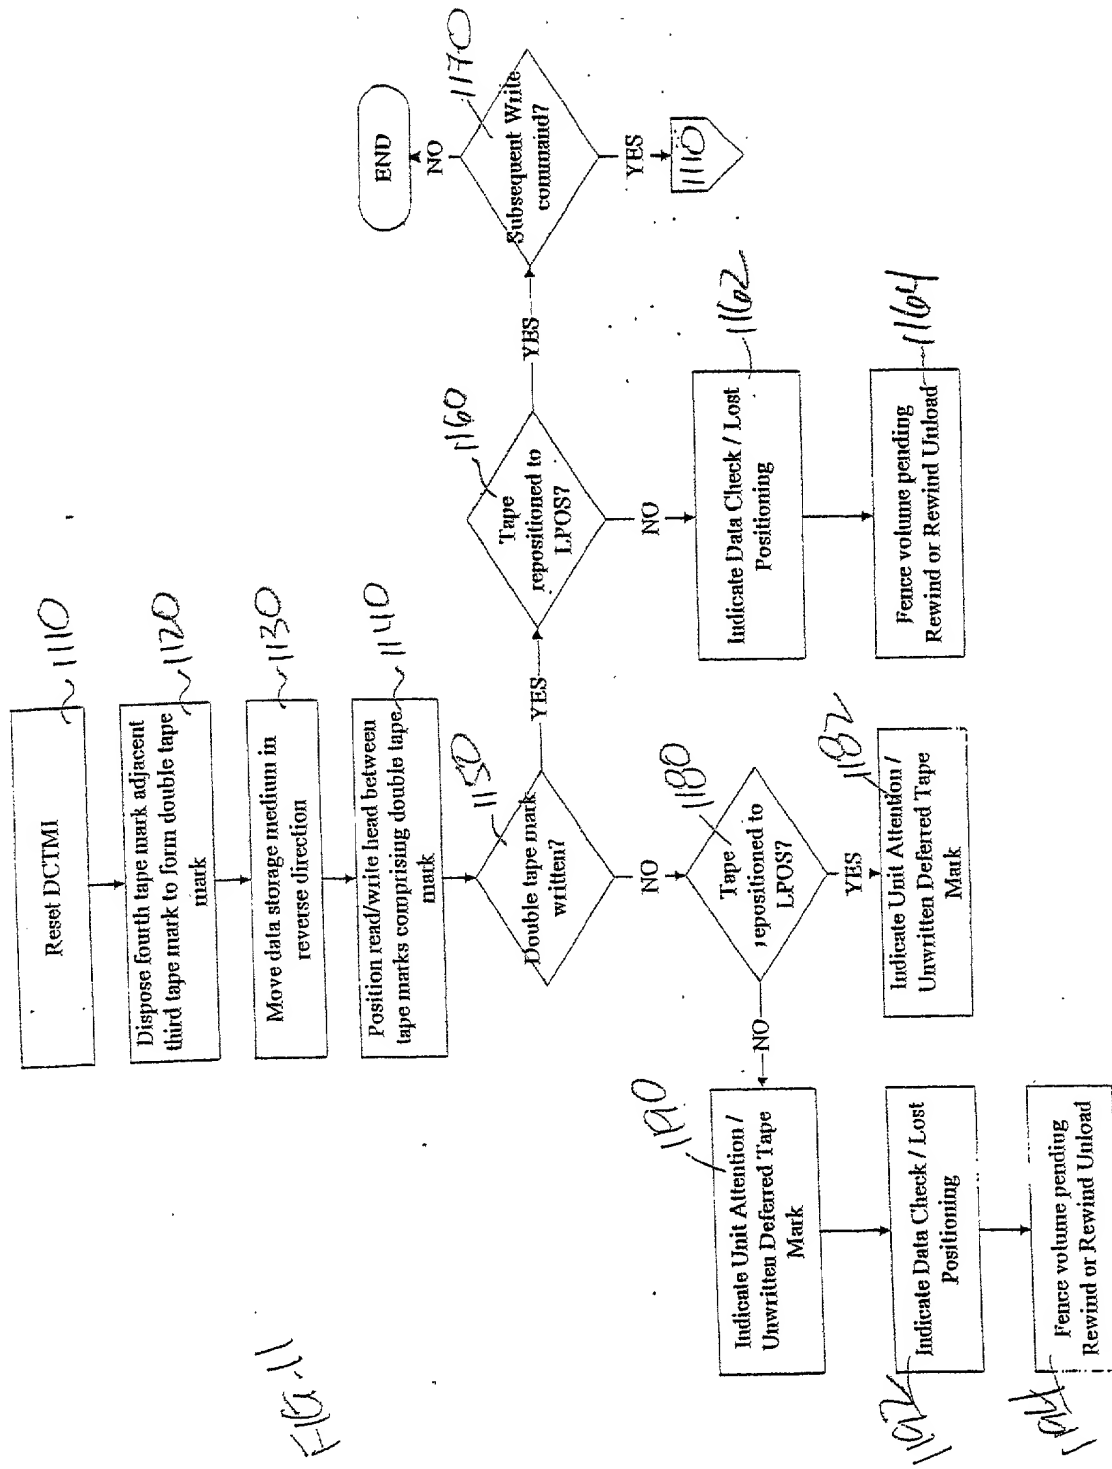 Reset DCTMI
1110
Dispose fourth tape mark adjacent
third tape mark to form double tape
mark
1120
Move data storage medium in
reverse direction
1130
Position read/write head between
tape marks comprising double tape
mark
1140
Double tape mark
written?
1150
YES
Tape
repositioned to
LPOS?
1160
YES
Subsequent Write
command?
1170
NO
END
YES
1110
NO
Indicate Data Check / Lost
Positioning
1162
Fence volume pending
Rewind or Rewind Unload
1164
NO
Tape
repositioned to
LPOS?
1180
YES
Indicate Unit Attention /
Unwritten Deferred Tape
Mark
1182
NO
Indicate Unit Attention /
Unwritten Deferred Tape
Mark
1190
Indicate Data Check / Lost
Positioning
1192
Fence volume pending
Rewind or Rewind Unload
1194
FIG. 11